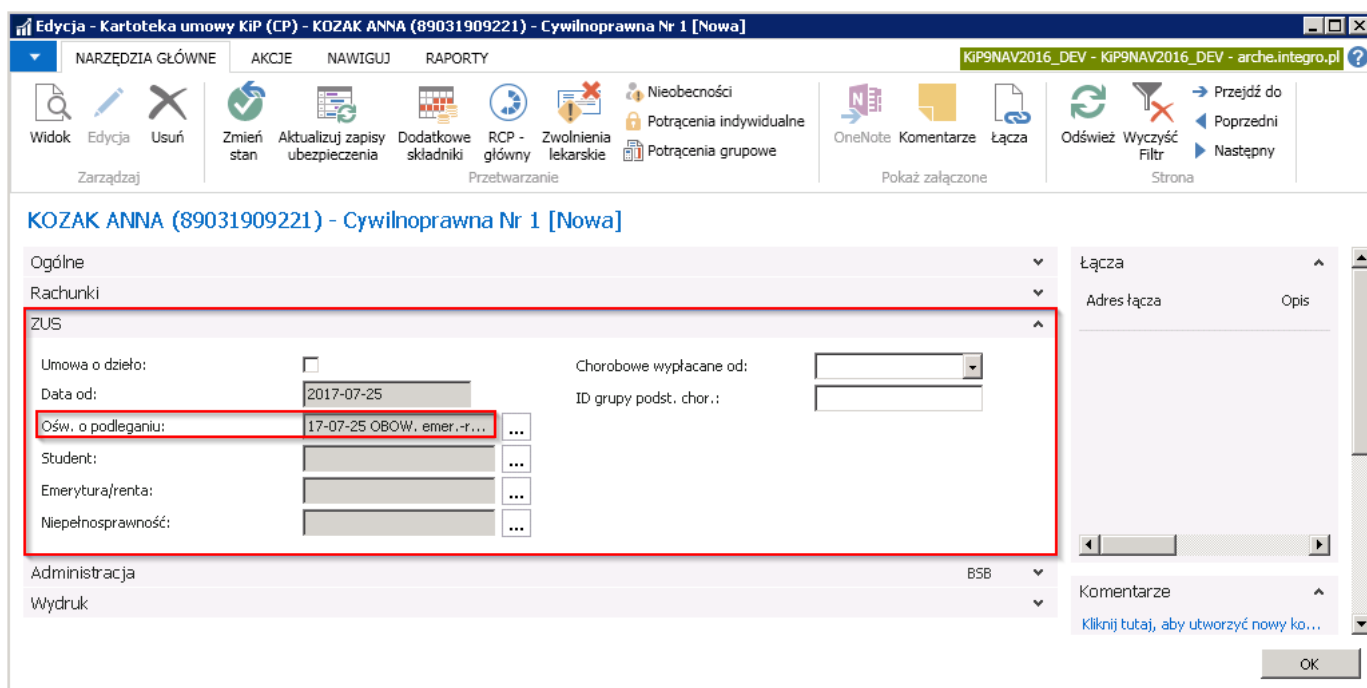 Edycja - Kartoteka umowy KiP (CP) - KOZAK ANNA (89031909221) - Cywilnoprawna Nr 1 [Nowa]
NARZĘDZIA GŁÓWNE AKCJE NAWIGUJ RAPORTY KiP9NAV2016_DEV - KiP9NAV2016_DEV - arche.integro.pl ?
Widok Edycja Usuń
Zarządzaj
Zmień stan
Aktualizuj zapisy ubezpieczenia
Dodatkowe składniki
RCP - główny
Zwolnienia lekarskie
Nieobecności
Potrącenia indywidualne
Potrącenia grupowe
Przetwarzanie
OneNote Komentarze Łącza
Pokaż załączone
Odśwież
Wyczyść Filtr
Przejdź do
Poprzedni
Następny
Strona
KOZAK ANNA (89031909221) - Cywilnoprawna Nr 1 [Nowa]
Ogólne
Rachunki
ZUS
Umowa o dzieło:
Data od: 2017-07-25
Ośw. o podleganiu: 17-07-25 OBOW. emer.-r... ...
Student: ...
Emerytura/renta: ...
Niepełnosprawność: ...
Chorobowe wypłacane od:
ID grupy podst. chor.:
Administracja BSB
Wydruk
Łącza
Adres łącza Opis
Komentarze
Kliknij tutaj, aby utworzyć nowy ko...
OK